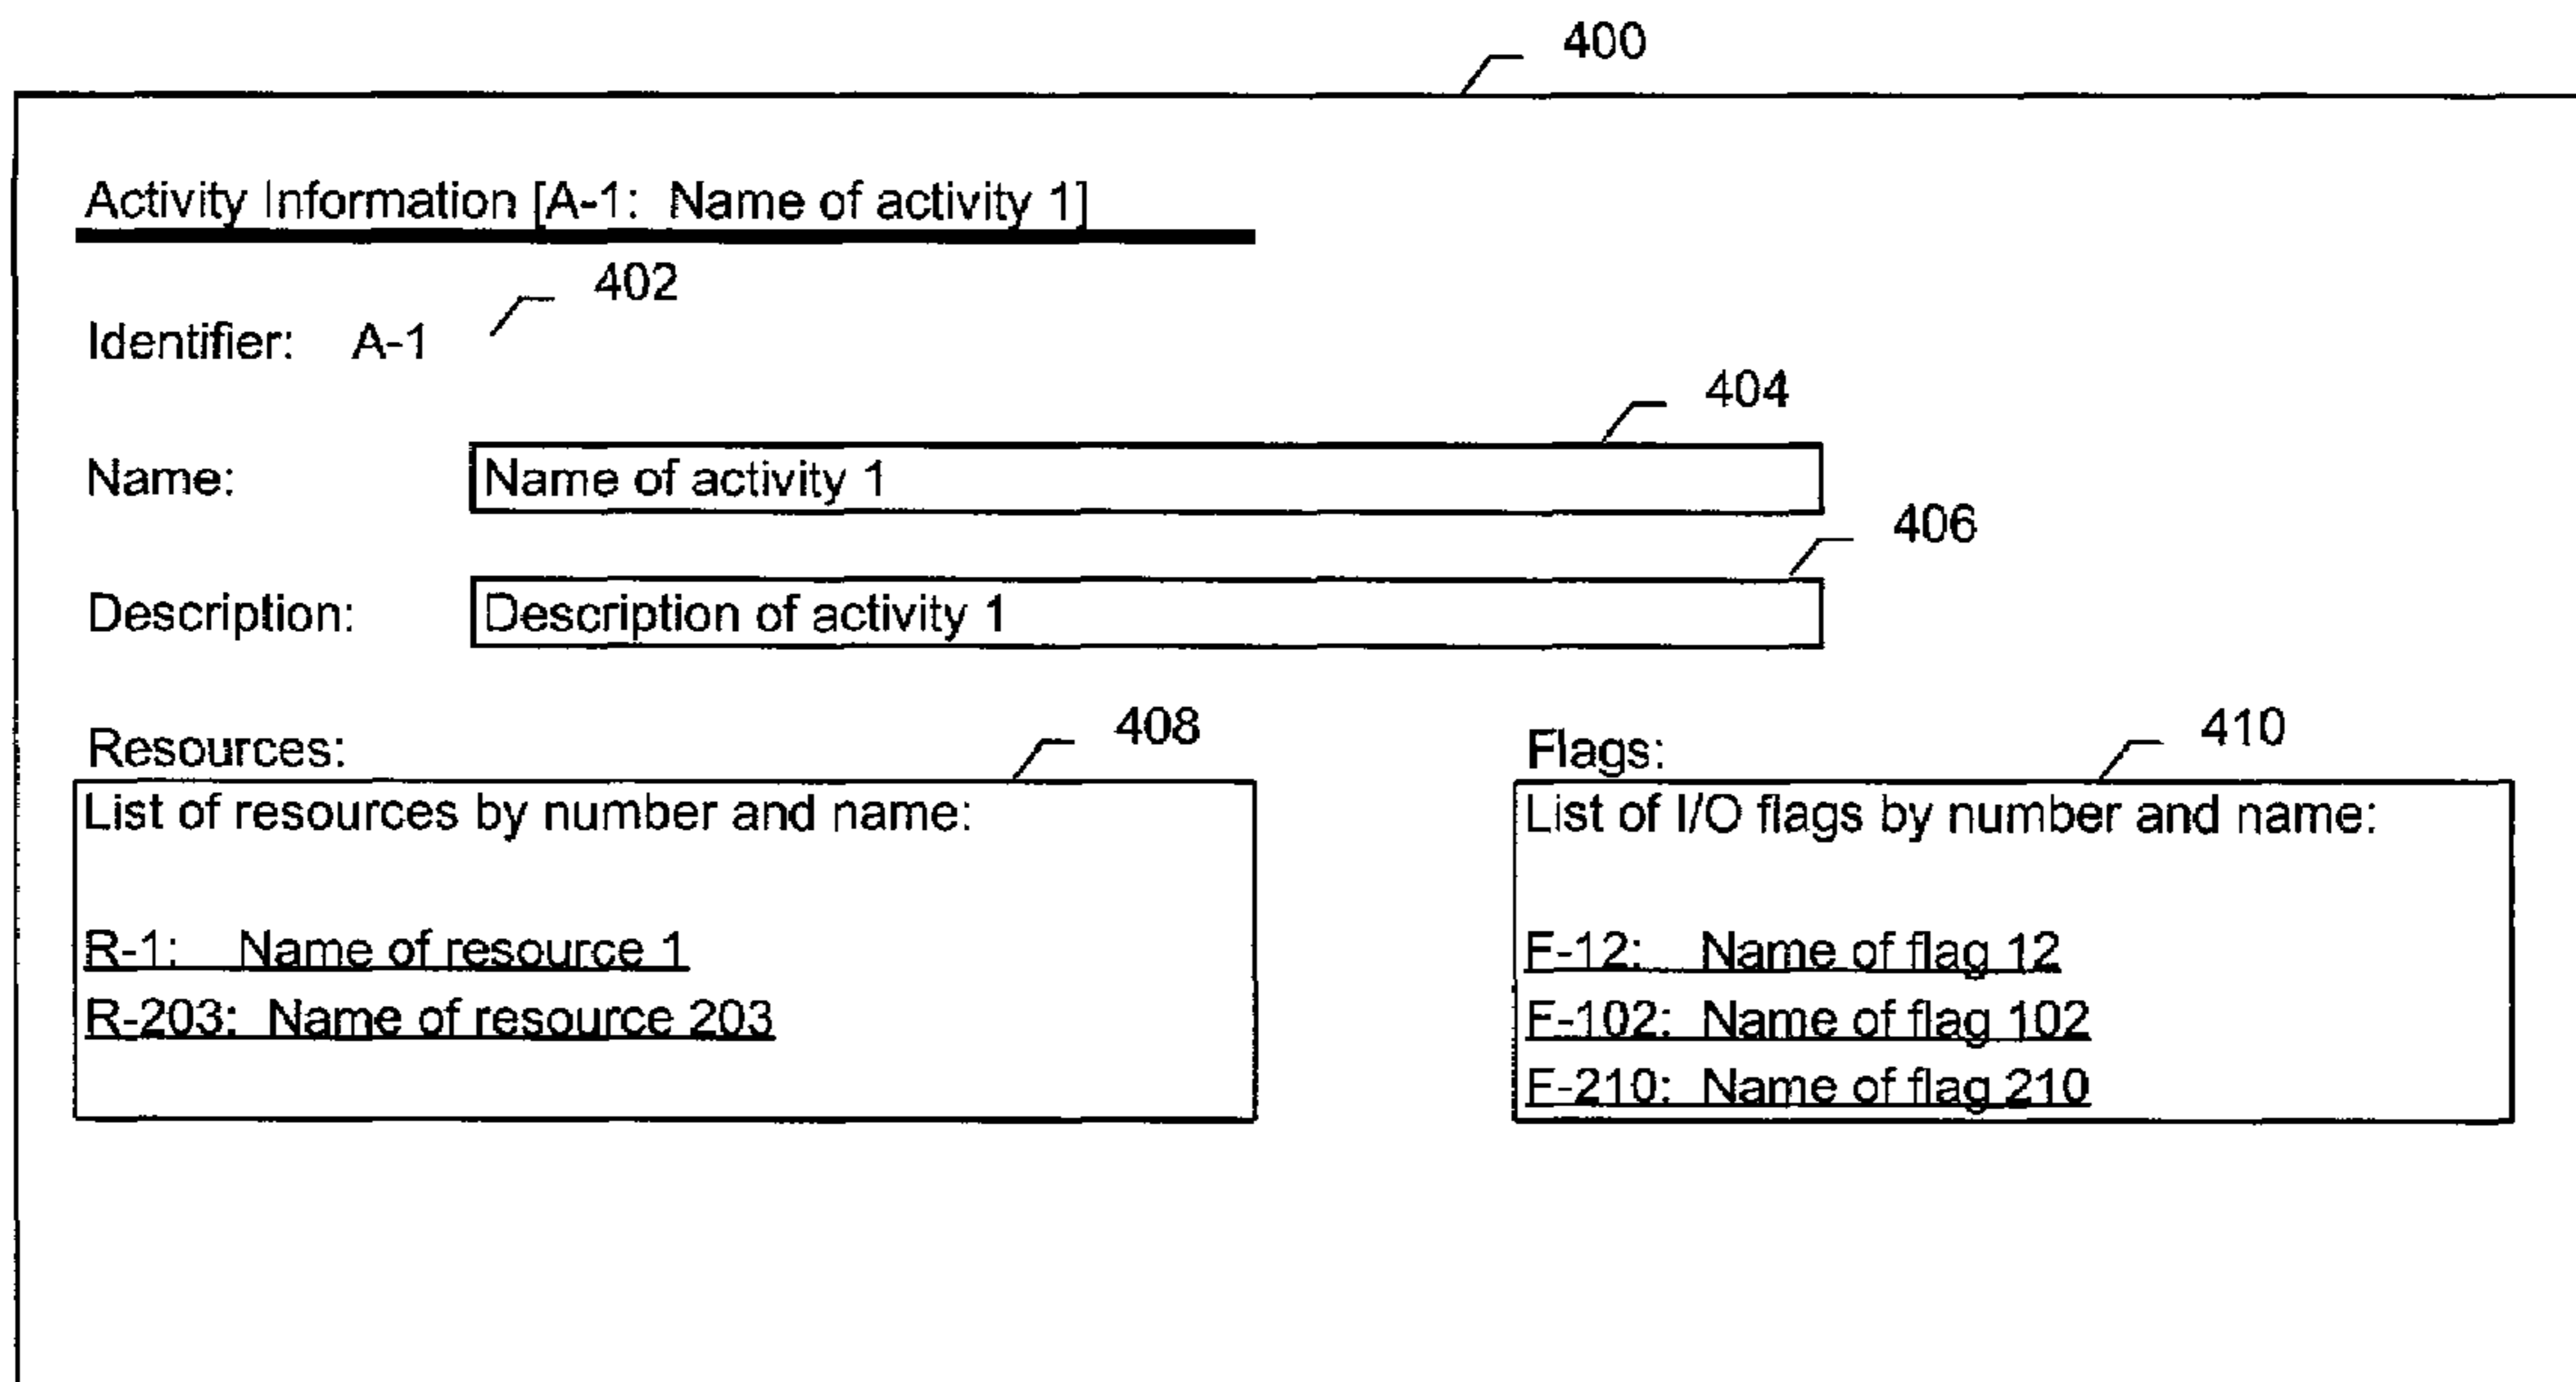 400
Activity Information [A-1: Name of activity 1]
402
Identifier: A-1
404
Name: Name of activity 1
406
Description: Description of activity 1
408
410
Resources: Flags:
List of resources by number and name: List of I/O flags by number and name:
R-1: Name of resource 1 F-12: Name of flag 12
R-203: Name of resource 203 F-102: Name of flag 102
F-210: Name of flag 210